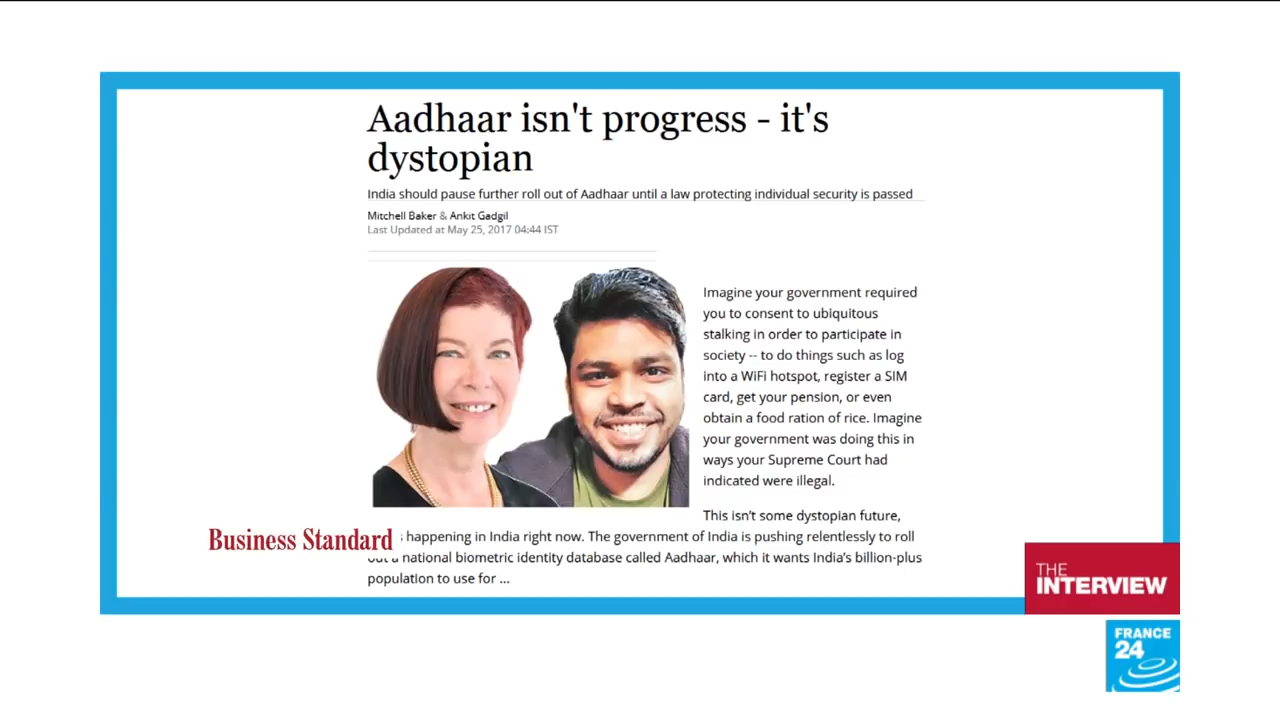 Aadhaar isn't progress - it's
dystopian
India should pause further roll out of Aadhaar until a law protecting individual security is passed
Mitchell Baker & Ankit Gadgil
Last Updated at May 25, 2017 04:44 IST
Imagine your government required
you to consent to ubiquitous
stalking in order to participate in
society -- to do things such as log
into a WiFi hotspot, register a SIM
card, get your pension, or even
obtain a food ration of rice. Imagine
your government was doing this in
ways your Supreme Court had
indicated were illegal.
This isn't some dystopian future,
happening in India right now. The government of India is pushing relentlessly to roll
out a national biometric identity database called Aadhaar, which it wants India's billion-plus
population to use for ...
Business Standard
THE
INTERVIEW
FRANCE
24